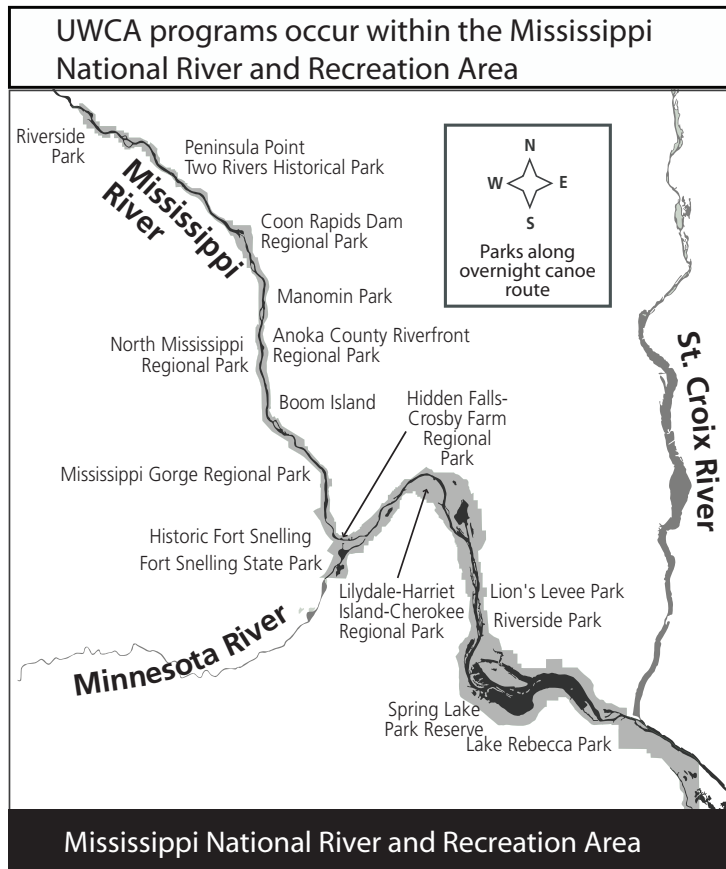 UWCA programs occur within the Mississippi
National River and Recreation Area
Riverside
Park
Peninsula Point
Two Rivers Historical Park
Mississippi
River
N
W
E
S
Parks along
overnight canoe
route
Coon Rapids Dam
Regional Park
Manomin Park
North Mississippi
Regional Park
Anoka County Riverfront
Regional Park
St. Croix River
Boom Island
Hidden Falls-
Crosby Farm
Regional
Park
Mississippi Gorge Regional Park
Historic Fort Snelling
Fort Snelling State Park
Lilydale-Harriet
Island-Cherokee
Regional Park
Lion's Levee Park
Riverside Park
Minnesota River
Spring Lake
Park Reserve
Lake Rebecca Park
Mississippi National River and Recreation Area